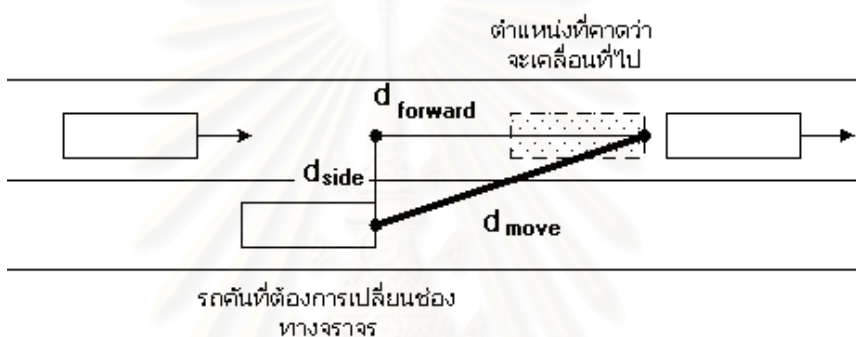 ตำแหน่งที่คาดว่า
จะเคลื่อนที่ไป
d forward
d side
d move
รถคันที่ต้องการเปลี่ยนช่อง
ทางจราจร